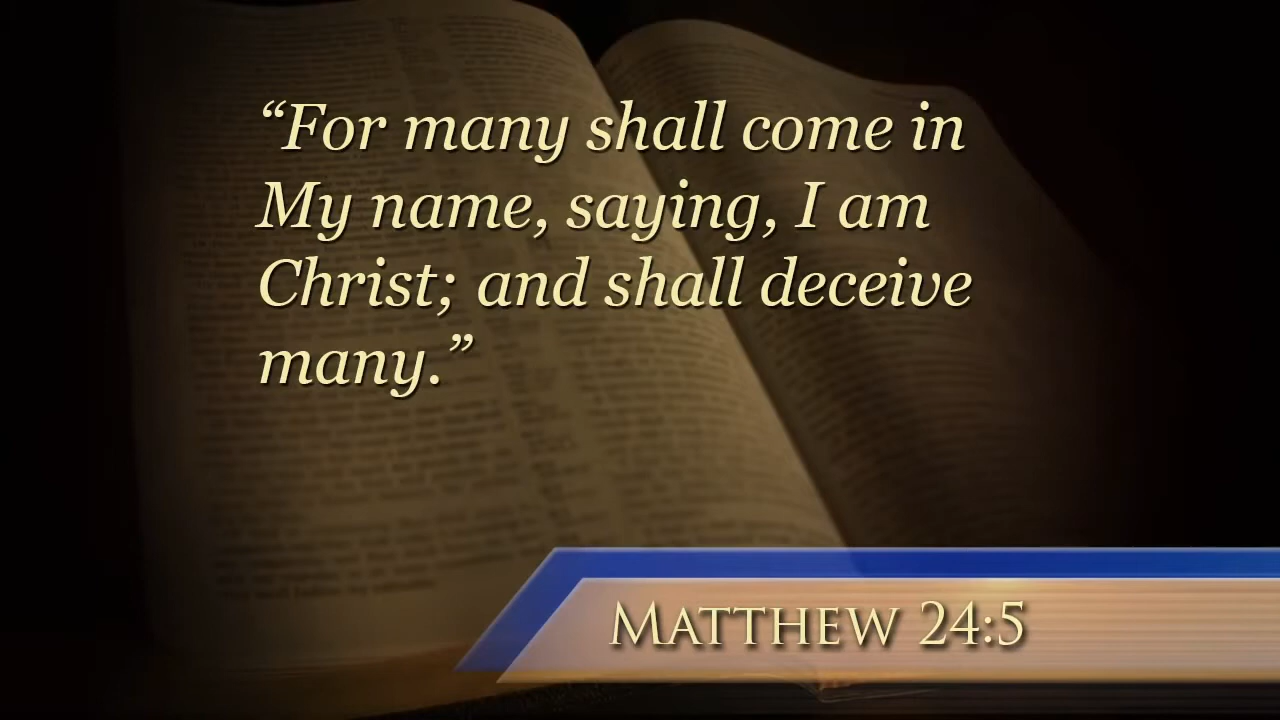 “For many shall come in
My name, saying, I am
Christ; and shall deceive
many.”
Matthew 24:5